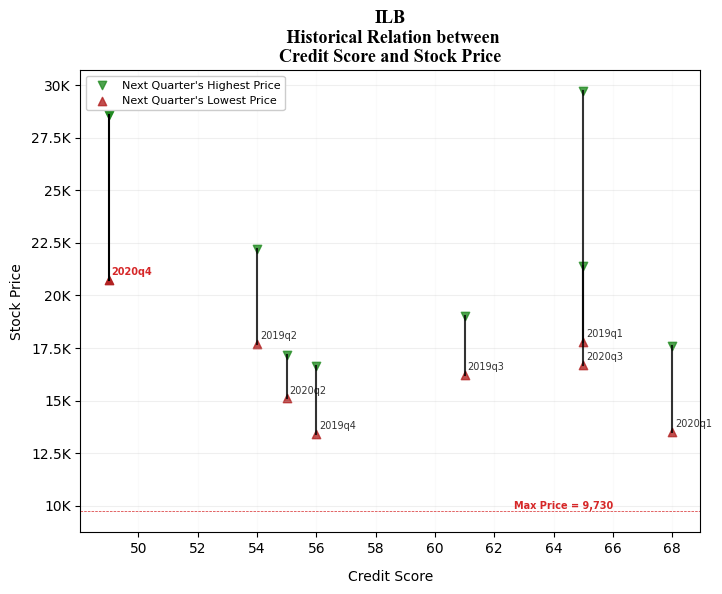 ILB
Historical Relation between
Credit Score and Stock Price
30K
27.5K
25K
22.5K
20K
17.5K
15K
12.5K
10K
Stock Price
Next Quarter's Highest Price
Next Quarter's Lowest Price
2020q4
2019q2
2019q1
2020q3
2019q3
2020q2
2019q4
2020q1
Max Price = 9,730
50 52 54 56 58 60 62 64 66 68
Credit Score